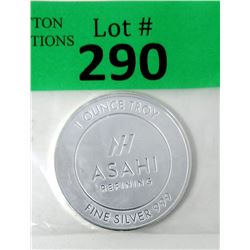 TON
TIONS
Lot #
290
1 OUNCE TROY
ASAHI
REFINING
FINE SILVER 999